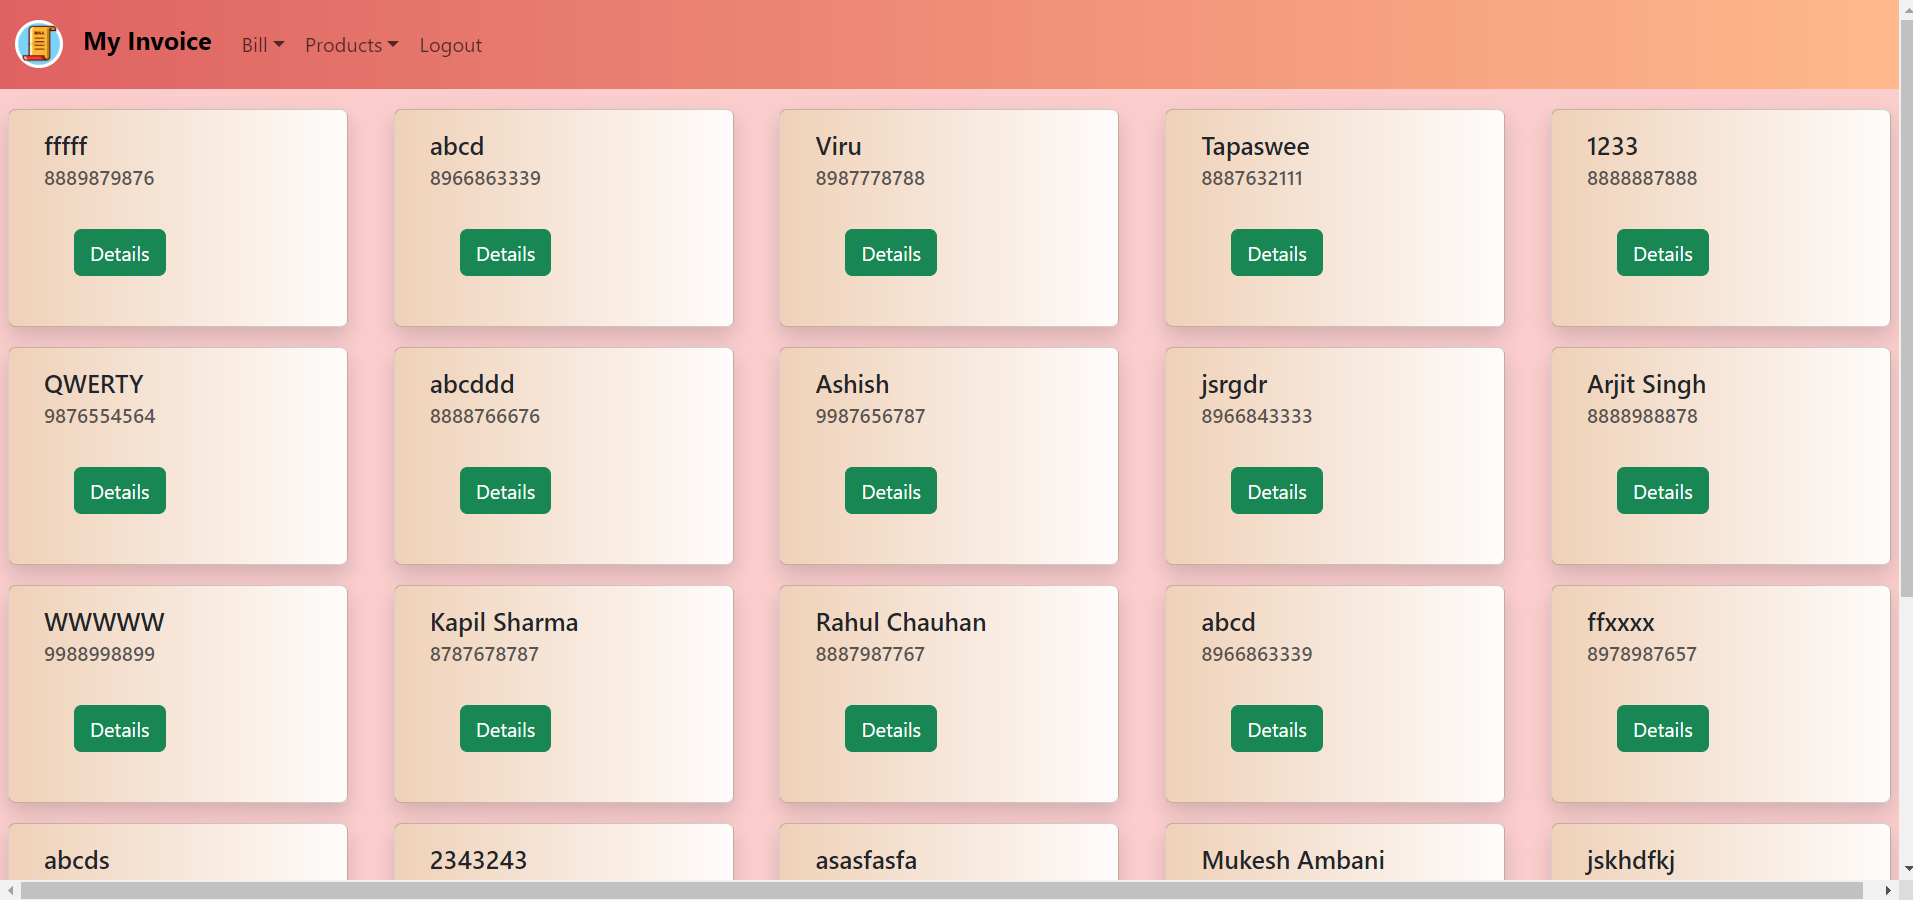 My Invoice Bill Products Logout
fffff
8889879876
Details
abcd
8966863339
Details
Viru
8987778788
Details
Tapaswee
8887632111
Details
1233
8888887888
Details
QWERTY
9876554564
Details
abcddd
8888766676
Details
Ashish
9987656787
Details
jsrgdr
8966843333
Details
Arjit Singh
8888988878
Details
WWWWW
9988998899
Details
Kapil Sharma
8787678787
Details
Rahul Chauhan
8887987767
Details
abcd
8966863339
Details
ffxxxx
8978987657
Details
abcds
2343243
asasfasfa
Mukesh Ambani
jskhdfkj